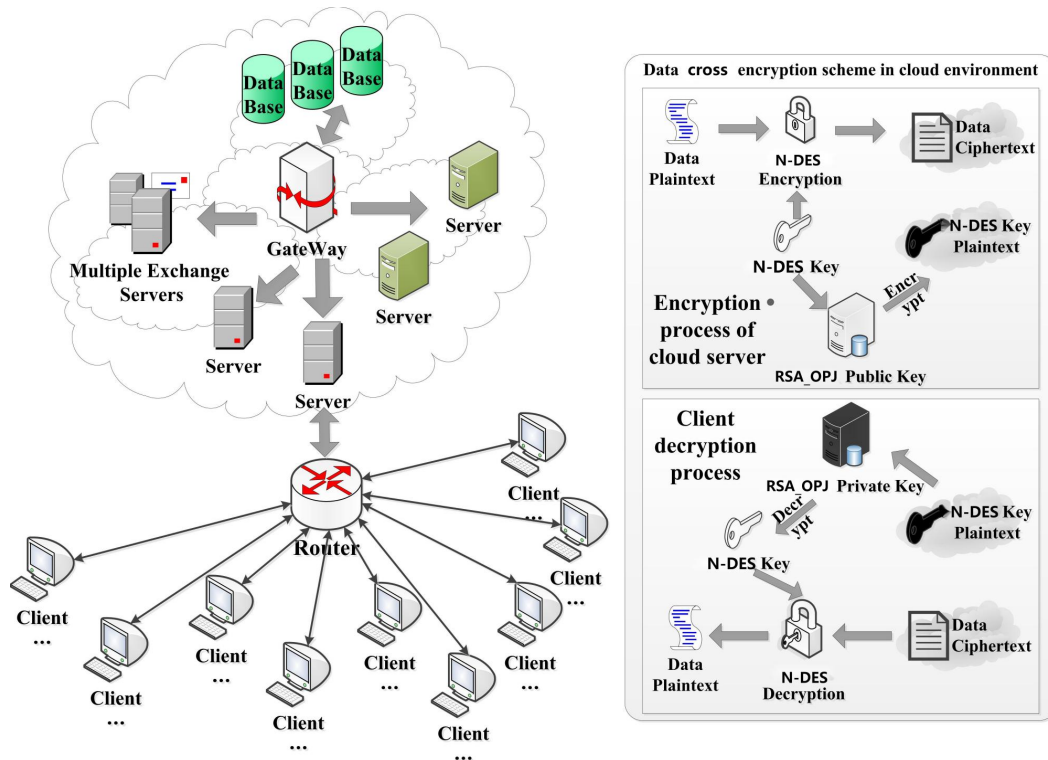 Data
Base
Data
Base
Data
Base
GateWay
Server
Server
Multiple Exchange
Servers
Server
Server
Router
Client
...
Client
...
Client
...
Client
...
Client
...
Client
...
Client
...
Client
...
Client
...
Data cross encryption scheme in cloud environment
Data
Plaintext
N-DES
Encryption
Data
Ciphertext
N-DES Key
N-DES Key
Plaintext
Encr
ypt
Encryption •
process of
cloud server
RSA_OPJ Public Key
Client
decryption
process
RSA_OPJ Private Key
Decr
ypt
N-DES Key
Plaintext
N-DES Key
Data
Plaintext
N-DES
Decryption
Data
Ciphertext